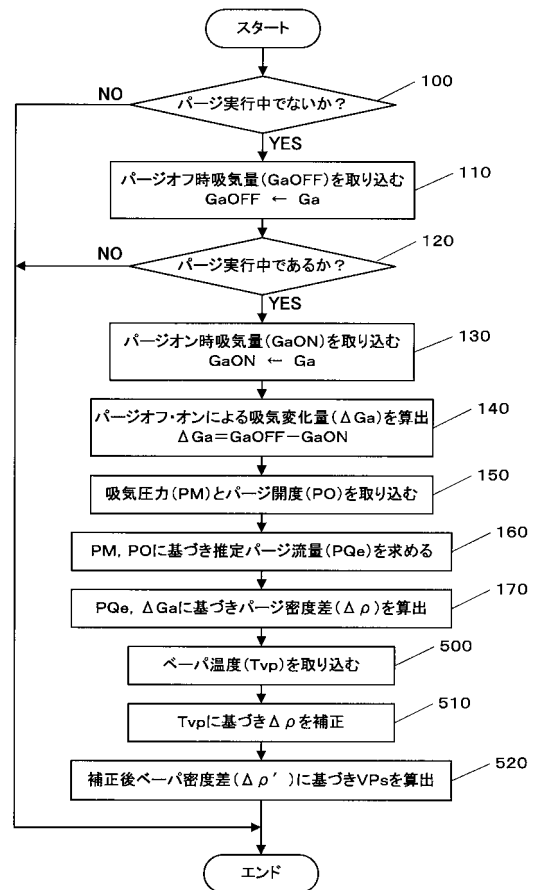 スタート
100
パージ実行中でないか？
NO
YES
110
パージオフ時吸気量(GaOFF)を取り込む
GaOFF ← Ga
120
パージ実行中であるか？
NO
YES
130
パージオン時吸気量(GaON)を取り込む
GaON ← Ga
140
パージオフ・オンによる吸気変化量(ΔGa)を算出
ΔGa=GaOFF−GaON
150
吸気圧力(PM)とパージ開度(PO)を取り込む
160
PM, POに基づき推定パージ流量(PQe)を求める
170
PQe, ΔGaに基づきパージ密度差(Δρ)を算出
500
ベーパ温度(Tvp)を取り込む
510
Tvpに基づきΔρを補正
520
補正後ベーパ密度差(Δρ′)に基づきVPsを算出
エンド